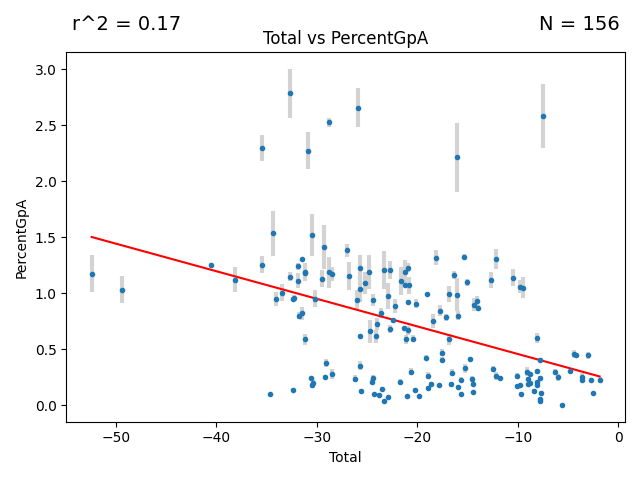 r^2 = 0.17
N = 156
Total vs PercentGpA
PercentGpA
3.0
2.5
2.0
1.5
1.0
0.5
0.0
−50
−40
−30
−20
−10
0
Total